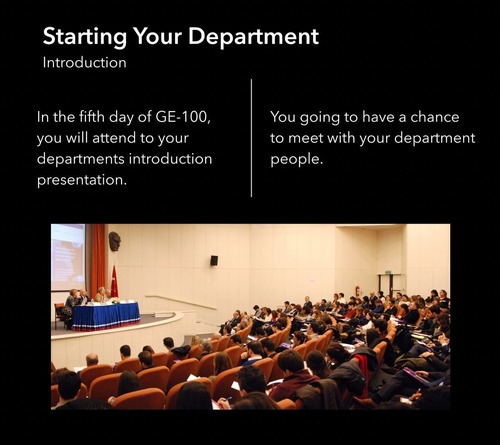 Starting Your Department
Introduction
In the fifth day of GE-100,
you will attend to your
departments introduction
presentation.
You going to have a chance
to meet with your department
people.